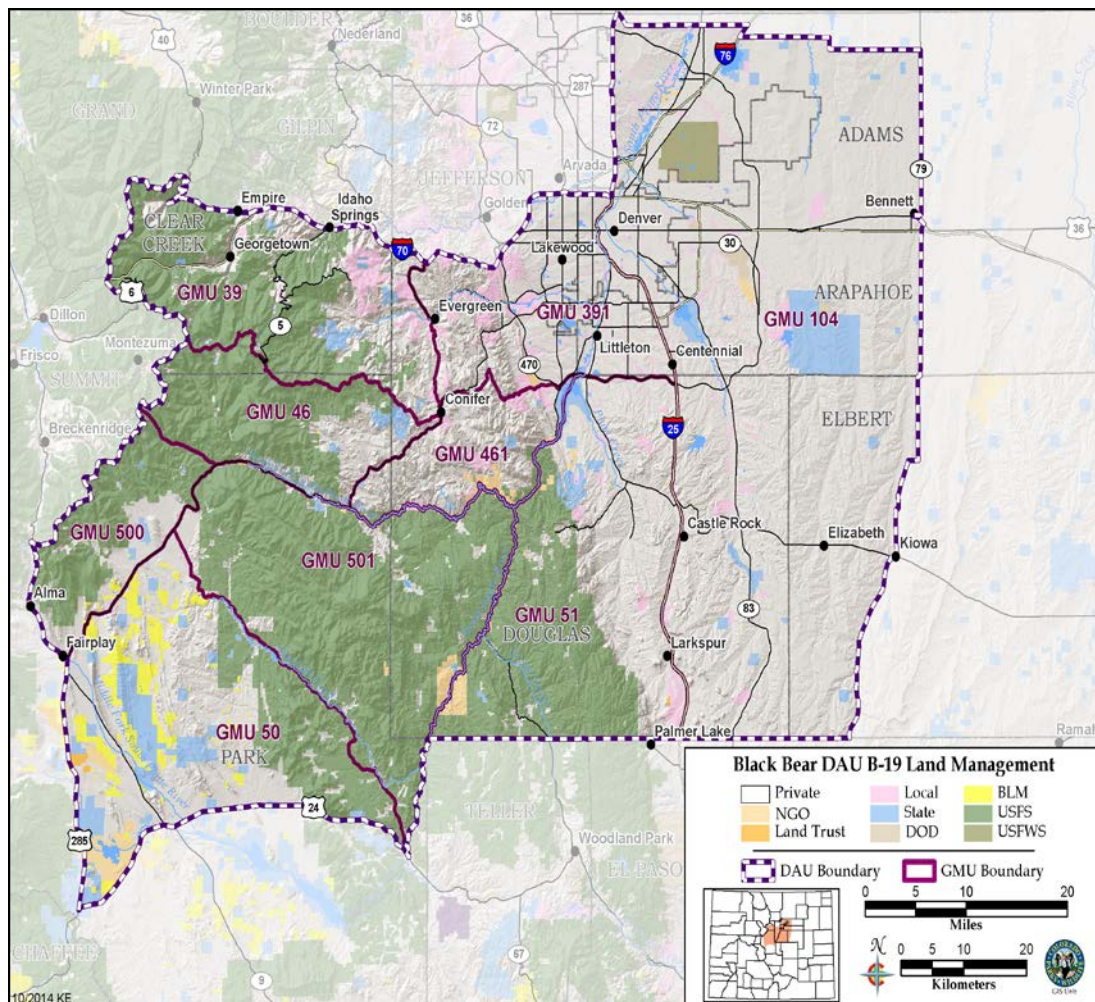 BOULDER
Nederland
36
40
76
287
GRAND
Winter Park
GILPIN
72
ADAMS
Arvada
JEFFERSON
79
Empire
Idaho
Springs
Golden
Bennett
CLEAR
CREEK
Denver
36
Georgetown
70
Lakewood
30
6
GMU 39
ARAPAHOE
Dillon
5
Evergreen
GMU 391
GMU 104
Montezuma
Littleton
Frisco
470
Centennial
SUMMIT
Conifer
ELBERT
GMU 46
25
Breckenridge
GMU 461
Castle Rock
GMU 500
Elizabeth
Kiowa
GMU 501
Alma
GMU 51
83
DOUGLAS
Fairplay
Larkspur
GMU 50
PARK
Palmer Lake
Ramah
24
TELLER
285
Woodland Park
EL PASO
CHAFFEE
67
9
10/2014 KE
Black Bear DAU B-19 Land Management
Private
Local
BLM
NGO
State
USFS
Land Trust
DOD
USFWS
DAU Boundary
GMU Boundary
0 5 10 20
Miles
N
0 5 10 20 30
Kilometers
GIS Unit